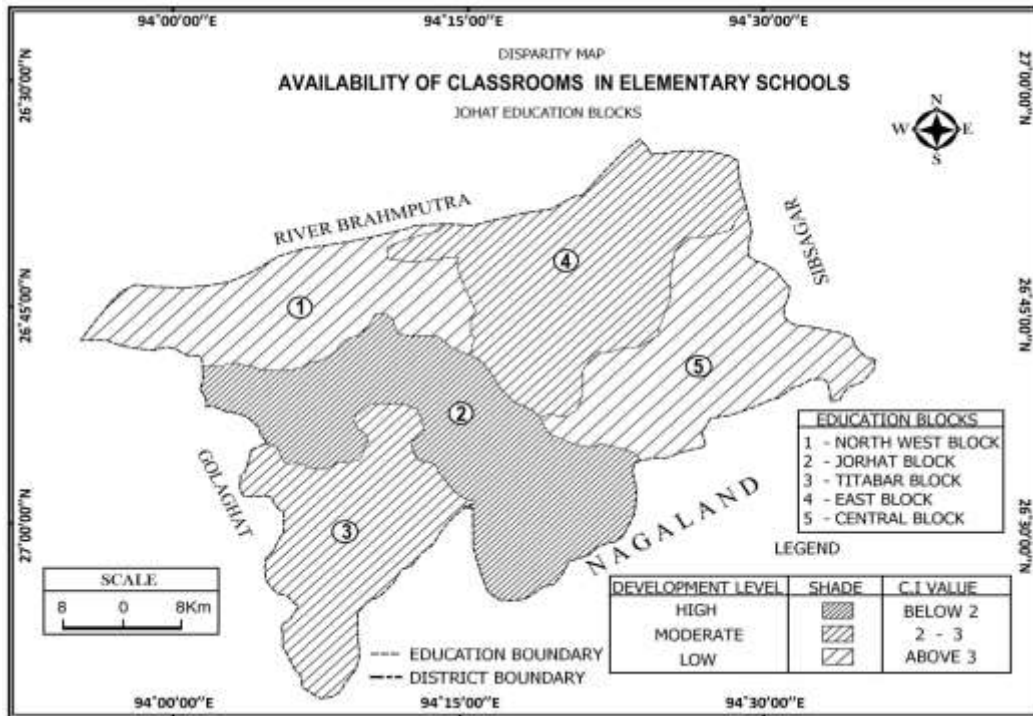 94°00'00"E 94°15'00"E 94°30'00"E
DISPARITY MAP
AVAILABILITY OF CLASSROOMS IN ELEMENTARY SCHOOLS
JOHAT EDUCATION BLOCKS
26°30'00"N
27°00'00"N
N
W E
S
RIVER BRAHMPUTRA
SIBSAGAR
4
1
26°45'00"N
26°45'00"N
5
2
EDUCATION BLOCKS
1 - NORTH WEST BLOCK
2 - JORHAT BLOCK
3 - TITABAR BLOCK
4 - EAST BLOCK
5 - CENTRAL BLOCK
GOLAGHAT
NAGALAND
3
27°00'00"N
26°30'00"N
LEGEND
SCALE
8 0 8Km
DEVELOPMENT LEVEL SHADE C.I VALUE
HIGH BELOW 2
MODERATE 2 - 3
LOW ABOVE 3
EDUCATION BOUNDARY
DISTRICT BOUNDARY
94°00'00"E 94°15'00"E 94°30'00"E